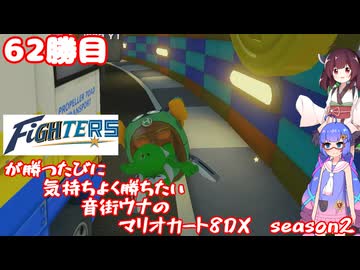 62勝目
FiGHTERS
が勝つたびに
気持ちよく勝ちたい
音街ウナの
マリオカート8DX season2
PROPELLER TOAD
TRANSPORT